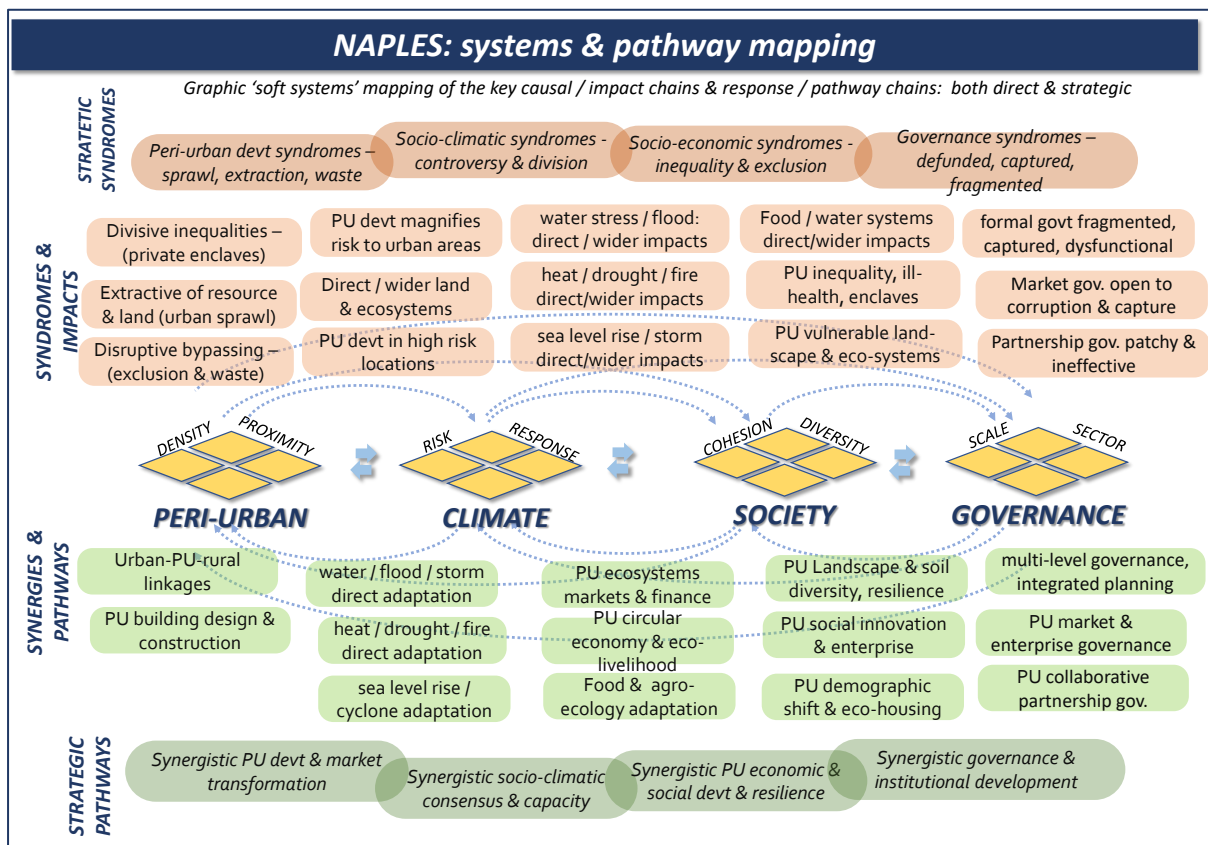 NAPLES: systems & pathway mapping
Graphic ‘soft systems’ mapping of the key causal / impact chains & response / pathway chains:  both direct & strategic
STRATETIC
SYNDROMES
Peri-urban devt syndromes –
sprawl, extraction, waste
Socio-climatic syndromes -
controversy & division
Socio-economic syndromes -
inequality & exclusion
Governance syndromes –
defunded, captured,
fragmented
SYNDROMES &
IMPACTS
Divisive inequalities –
(private enclaves)
Extractive of resource
& land (urban sprawl)
Disruptive bypassing –
(exclusion & waste)
PU devt magnifies
risk to urban areas
Direct / wider land
& ecosystems
PU devt in high risk
locations
water stress / flood:
direct / wider impacts
heat / drought / fire
direct/wider impacts
sea level rise / storm
direct/wider impacts
Food / water systems
direct/wider impacts
PU inequality, ill-
health, enclaves
PU vulnerable land-
scape & eco-systems
formal govt fragmented,
captured, dysfunctional
Market gov. open to
corruption & capture
Partnership gov. patchy &
ineffective
DENSITY
PROXIMITY
RISK
RESPONSE
COHESION
DIVERSITY
SCALE
SECTOR
PERI-URBAN
CLIMATE
SOCIETY
GOVERNANCE
SYNERGIES &
PATHWAYS
Urban-PU-rural
linkages
PU building design &
construction
water / flood / storm
direct adaptation
heat / drought / fire
direct adaptation
sea level rise /
cyclone adaptation
PU ecosystems
markets & finance
PU circular
economy & eco-
livelihood
Food &  agro-
ecology adaptation
PU Landscape & soil
diversity, resilience
PU social innovation
& enterprise
PU demographic
shift & eco-housing
multi-level governance,
integrated planning
PU market &
enterprise governance
PU collaborative
partnership gov.
STRATEGIC
PATHWAYS
Synergistic PU devt & market
transformation
Synergistic socio-climatic
consensus & capacity
Synergistic PU economic &
social devt & resilience
Synergistic governance &
institutional development